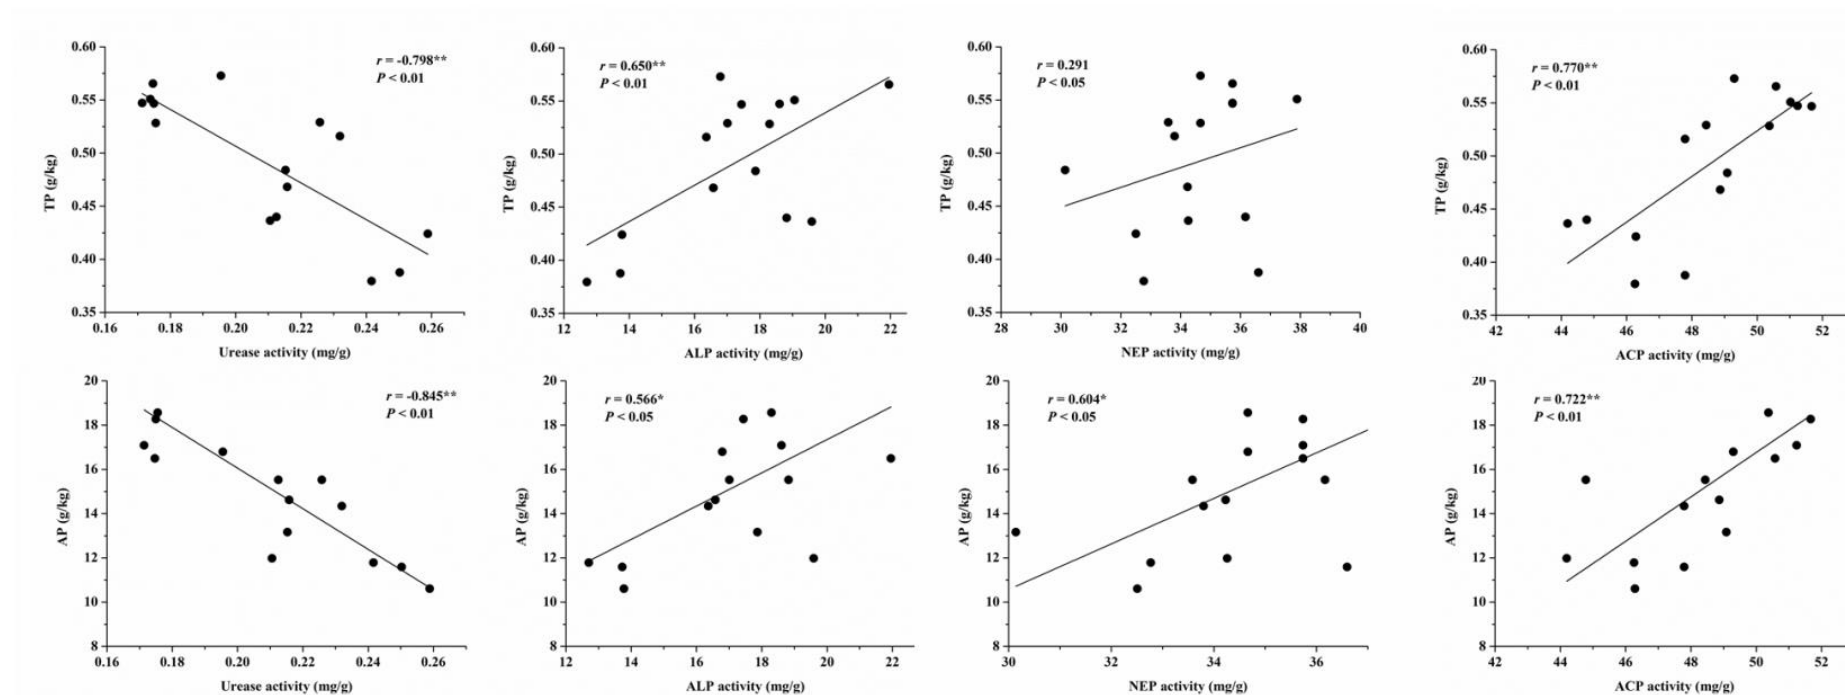 r = -0.798**
P < 0.01
0.60
0.55
0.50
0.45
0.40
0.35
TP (g/kg)
0.16 0.18 0.20 0.22 0.24 0.26
Urease activity (mg/g)
r = 0.650**
P < 0.01
0.60
0.55
0.50
0.45
0.40
0.35
TP (g/kg)
12 14 16 18 20 22
ALP activity (mg/g)
r = 0.291
P < 0.05
0.60
0.55
0.50
0.45
0.40
0.35
TP (g/kg)
28 30 32 34 36 38 40
NEP activity (mg/g)
r = 0.770**
P < 0.01
0.60
0.55
0.50
0.45
0.40
0.35
TP (g/kg)
42 44 46 48 50 52
ACP activity (mg/g)
r = -0.845**
P < 0.01
20
18
16
14
12
10
8
AP (g/kg)
0.16 0.18 0.20 0.22 0.24 0.26
Urease activity (mg/g)
r = 0.566*
P < 0.05
20
18
16
14
12
10
8
AP (g/kg)
12 14 16 18 20 22
ALP activity (mg/g)
r = 0.604*
P < 0.05
20
18
16
14
12
10
8
AP (g/kg)
30 32 34 36
NEP activity (mg/g)
r = 0.722**
P < 0.01
20
18
16
14
12
10
8
AP (g/kg)
42 44 46 48 50 52
ACP activity (mg/g)